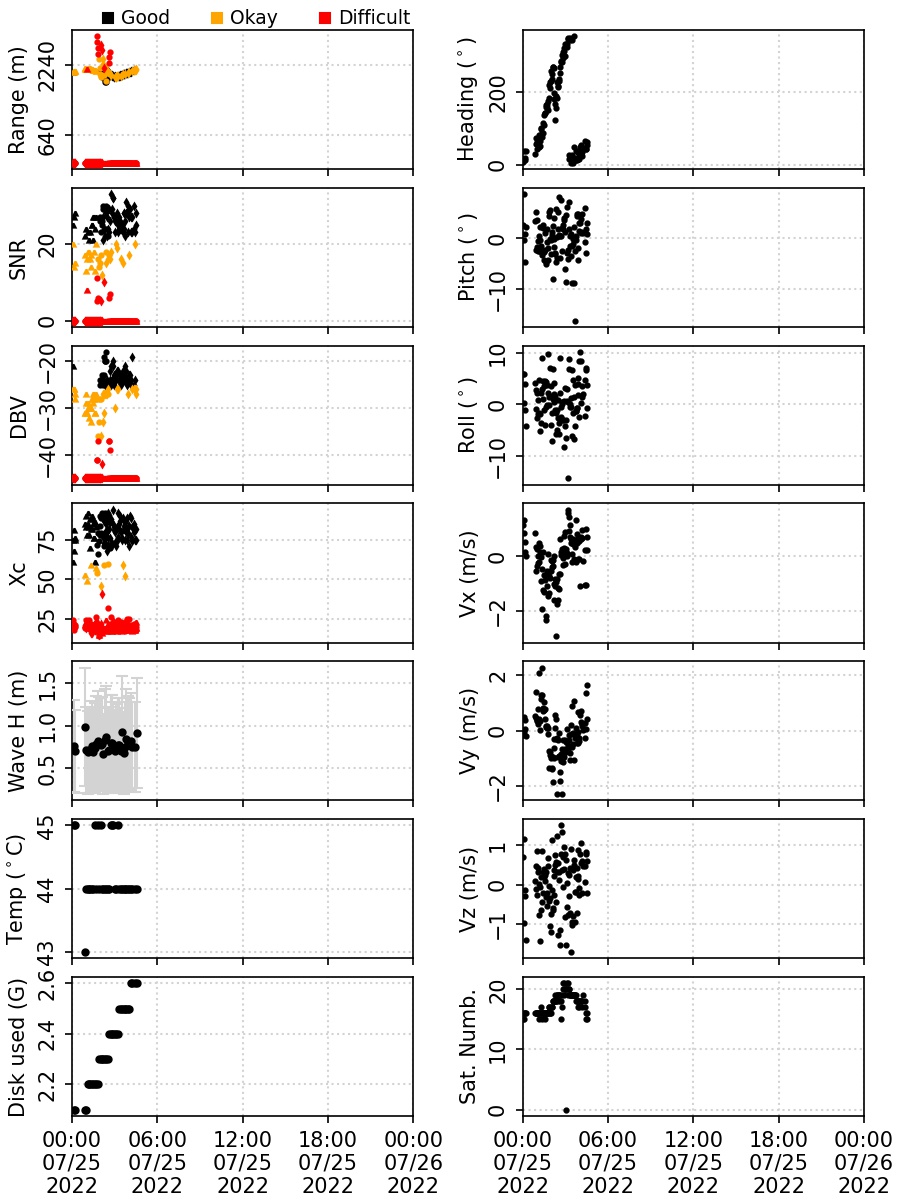 Good Okay Difficult
Range (m)
2240
640
Heading (°)
200
0
SNR
20
0
Pitch (°)
0
−10
DBV
−20
−30
−40
Roll (°)
10
0
−10
Xc
75
50
25
Vx (m/s)
0
−2
Wave H (m)
1.5
1.0
0.5
Vy (m/s)
2
0
−2
Temp (°C)
45
44
43
Vz (m/s)
1
0
−1
Disk used (G)
2.6
2.4
2.2
Sat. Numb.
20
10
0
00:00 06:00 12:00 18:00 00:00
07/25 07/25 07/25 07/25 07/26
2022 2022 2022 2022 2022
00:00 06:00 12:00 18:00 00:00
07/25 07/25 07/25 07/25 07/26
2022 2022 2022 2022 2022